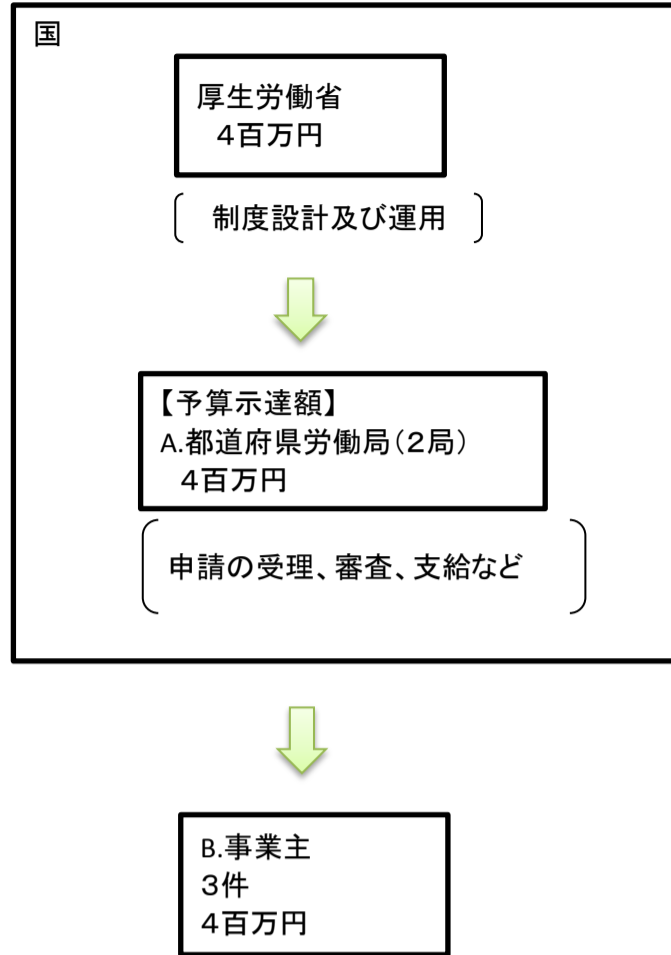 国
厚生労働省
4百万円
制度設計及び運用
【予算示達額】
A.都道府県労働局(2局)
4百万円
申請の受理、審査、支給など
B.事業主
3件
4百万円